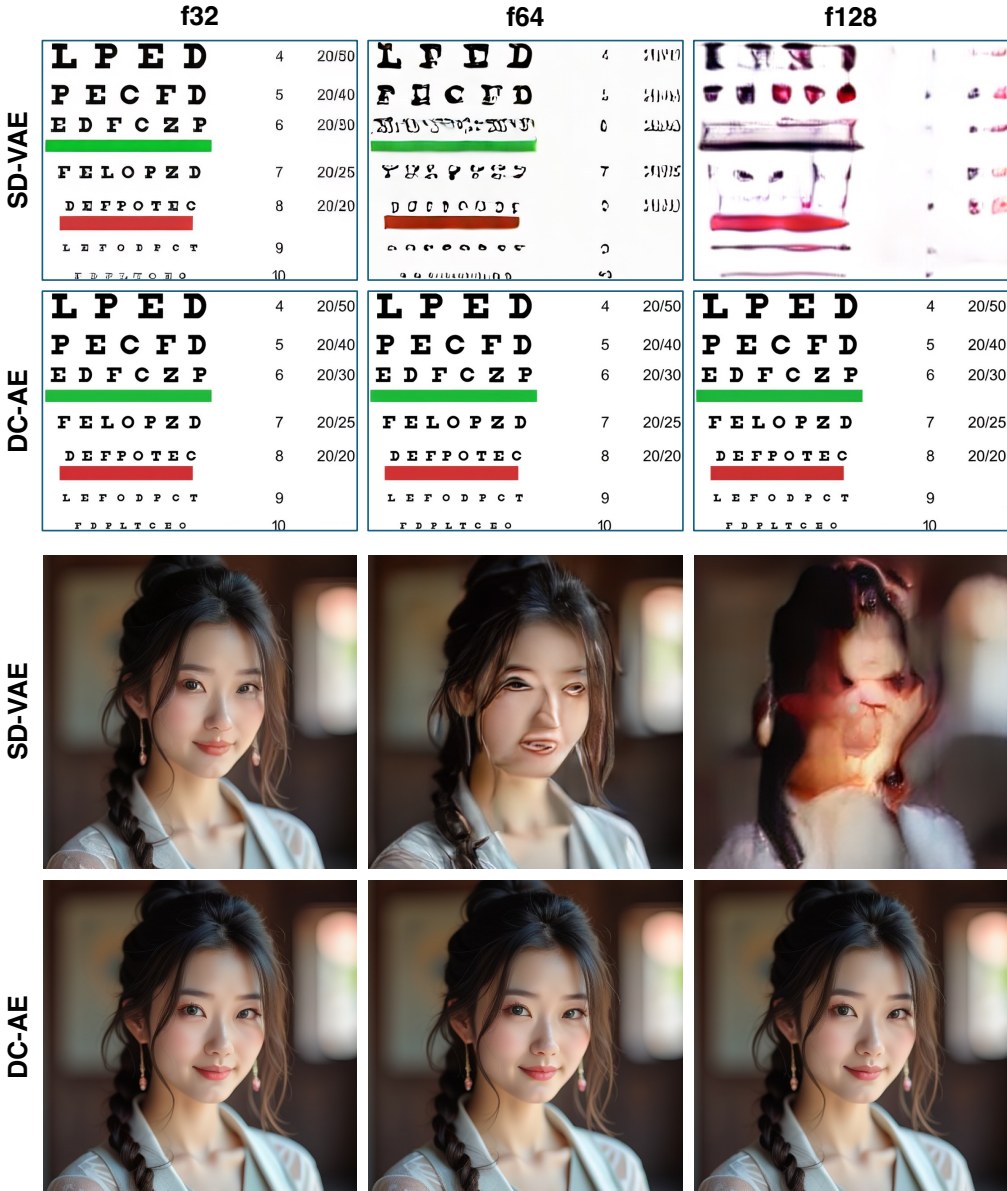 f32 f64 f128
SD-VAE
L P E D 4 20/50
P E C F D 5 20/40
E D F C Z P 6 20/30
F E L O P Z D 7 20/25
D E F P O T E C 8 20/20
L E F O D P C T 9
10
L D D 4
C D
7
DC-AE
L P E D 4 20/50 L P E D 4 20/50 L P E D 4 20/50
P E C F D 5 20/40 P E C F D 5 20/40 P E C F D 5 20/40
E D F C Z P 6 20/30 E D F C Z P 6 20/30 E D F C Z P 6 20/30
F E L O P Z D 7 20/25 F E L O P Z D 7 20/25 F E L O P Z D 7 20/25
D E F P O T E C 8 20/20 D E F P O T E C 8 20/20 D E F P O T E C 8 20/20
L E F O D P C T 9 L E F O D P C T 9 L E F O D P C T 9
F D P L T C E O 10 F D P L T C E O 10 F D P L T C E O 10
SD-VAE
DC-AE